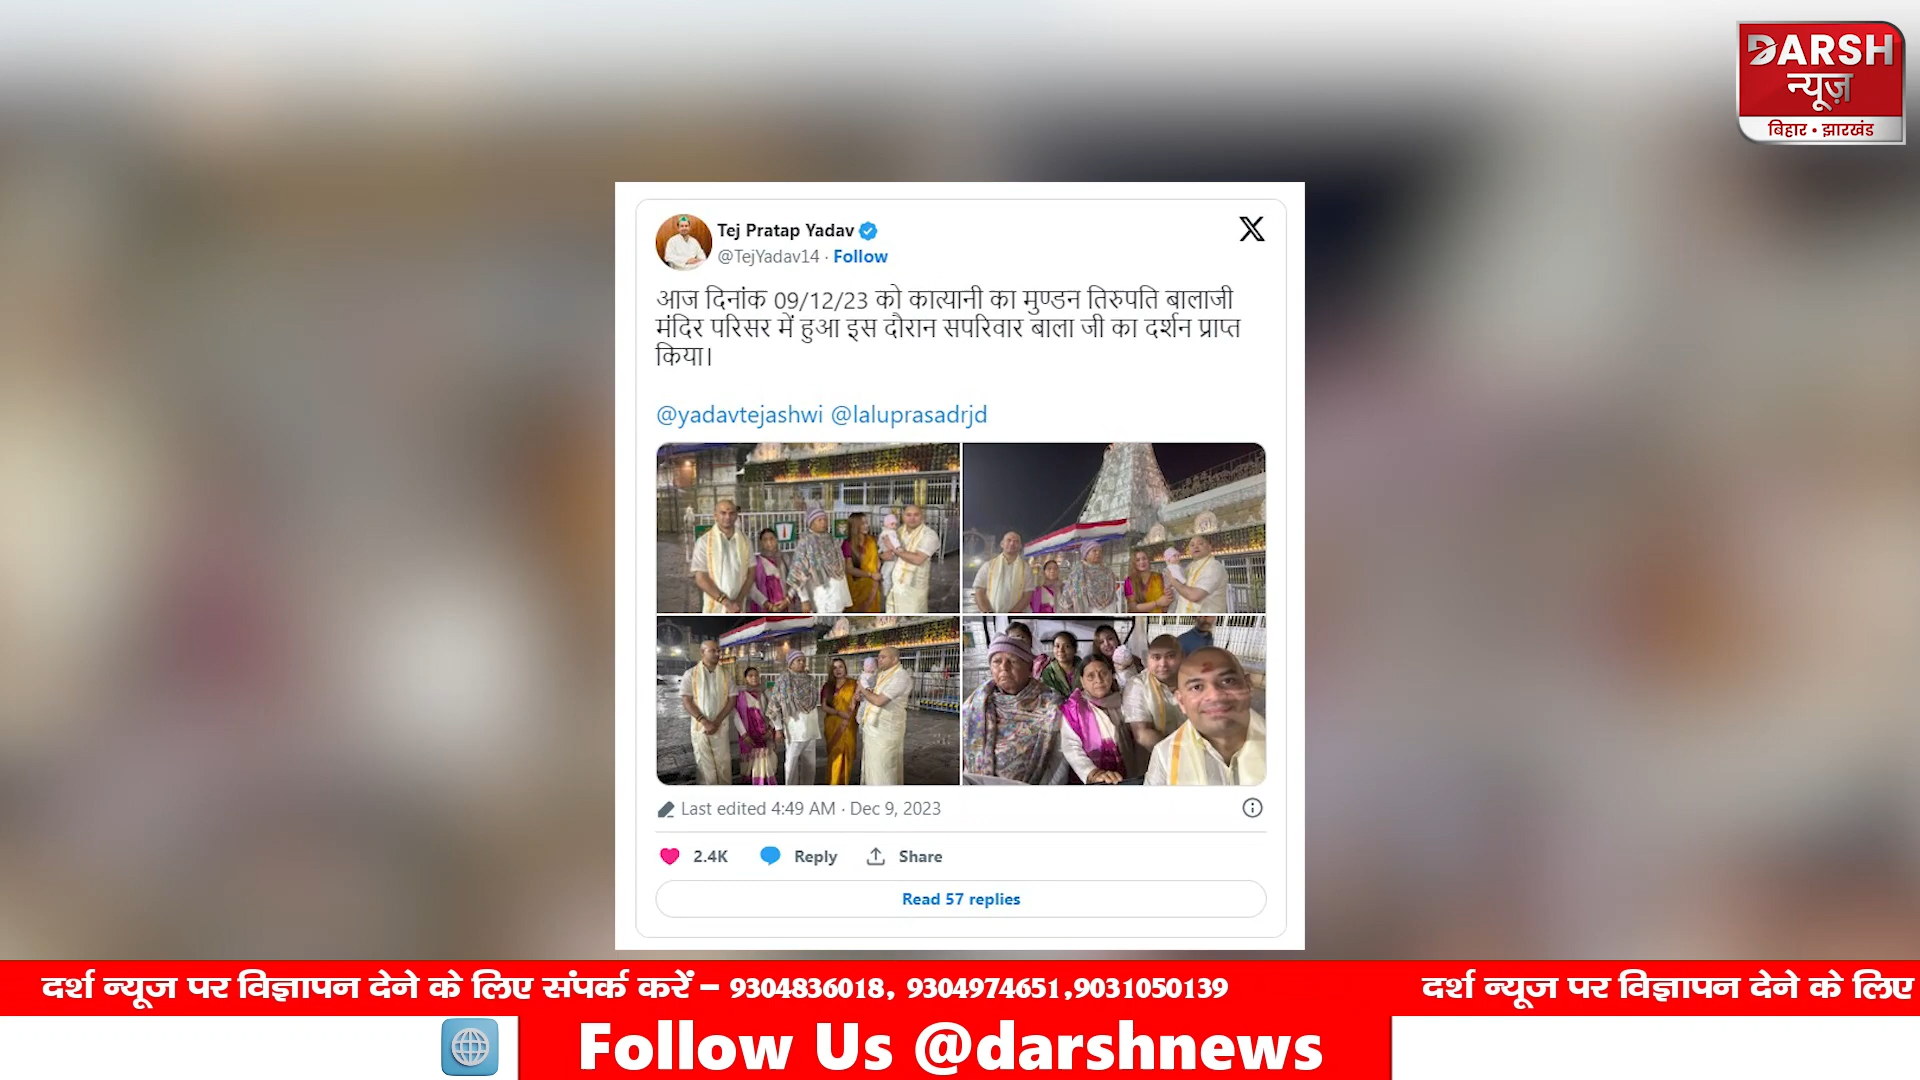 DARSH
न्यूज़
बिहार • झारखंड
Tej Pratap Yadav
@TejYadav14 · Follow
आज दिनांक 09/12/23 को कात्यानी का मुण्डन तिरुपति बालाजी
मंदिर परिसर में हुआ इस दौरान सपरिवार बाला जी का दर्शन प्राप्त
किया।
@yadavtejashwi @laluprasadrjd
Last edited 4:49 AM · Dec 9, 2023
2.4K Reply Share
Read 57 replies
दर्श न्यूज पर विज्ञापन देने के लिए संपर्क करें – 9304836018, 9304974651,9031050139 दर्श न्यूज पर विज्ञापन देने के लिए
Follow Us @darshnews